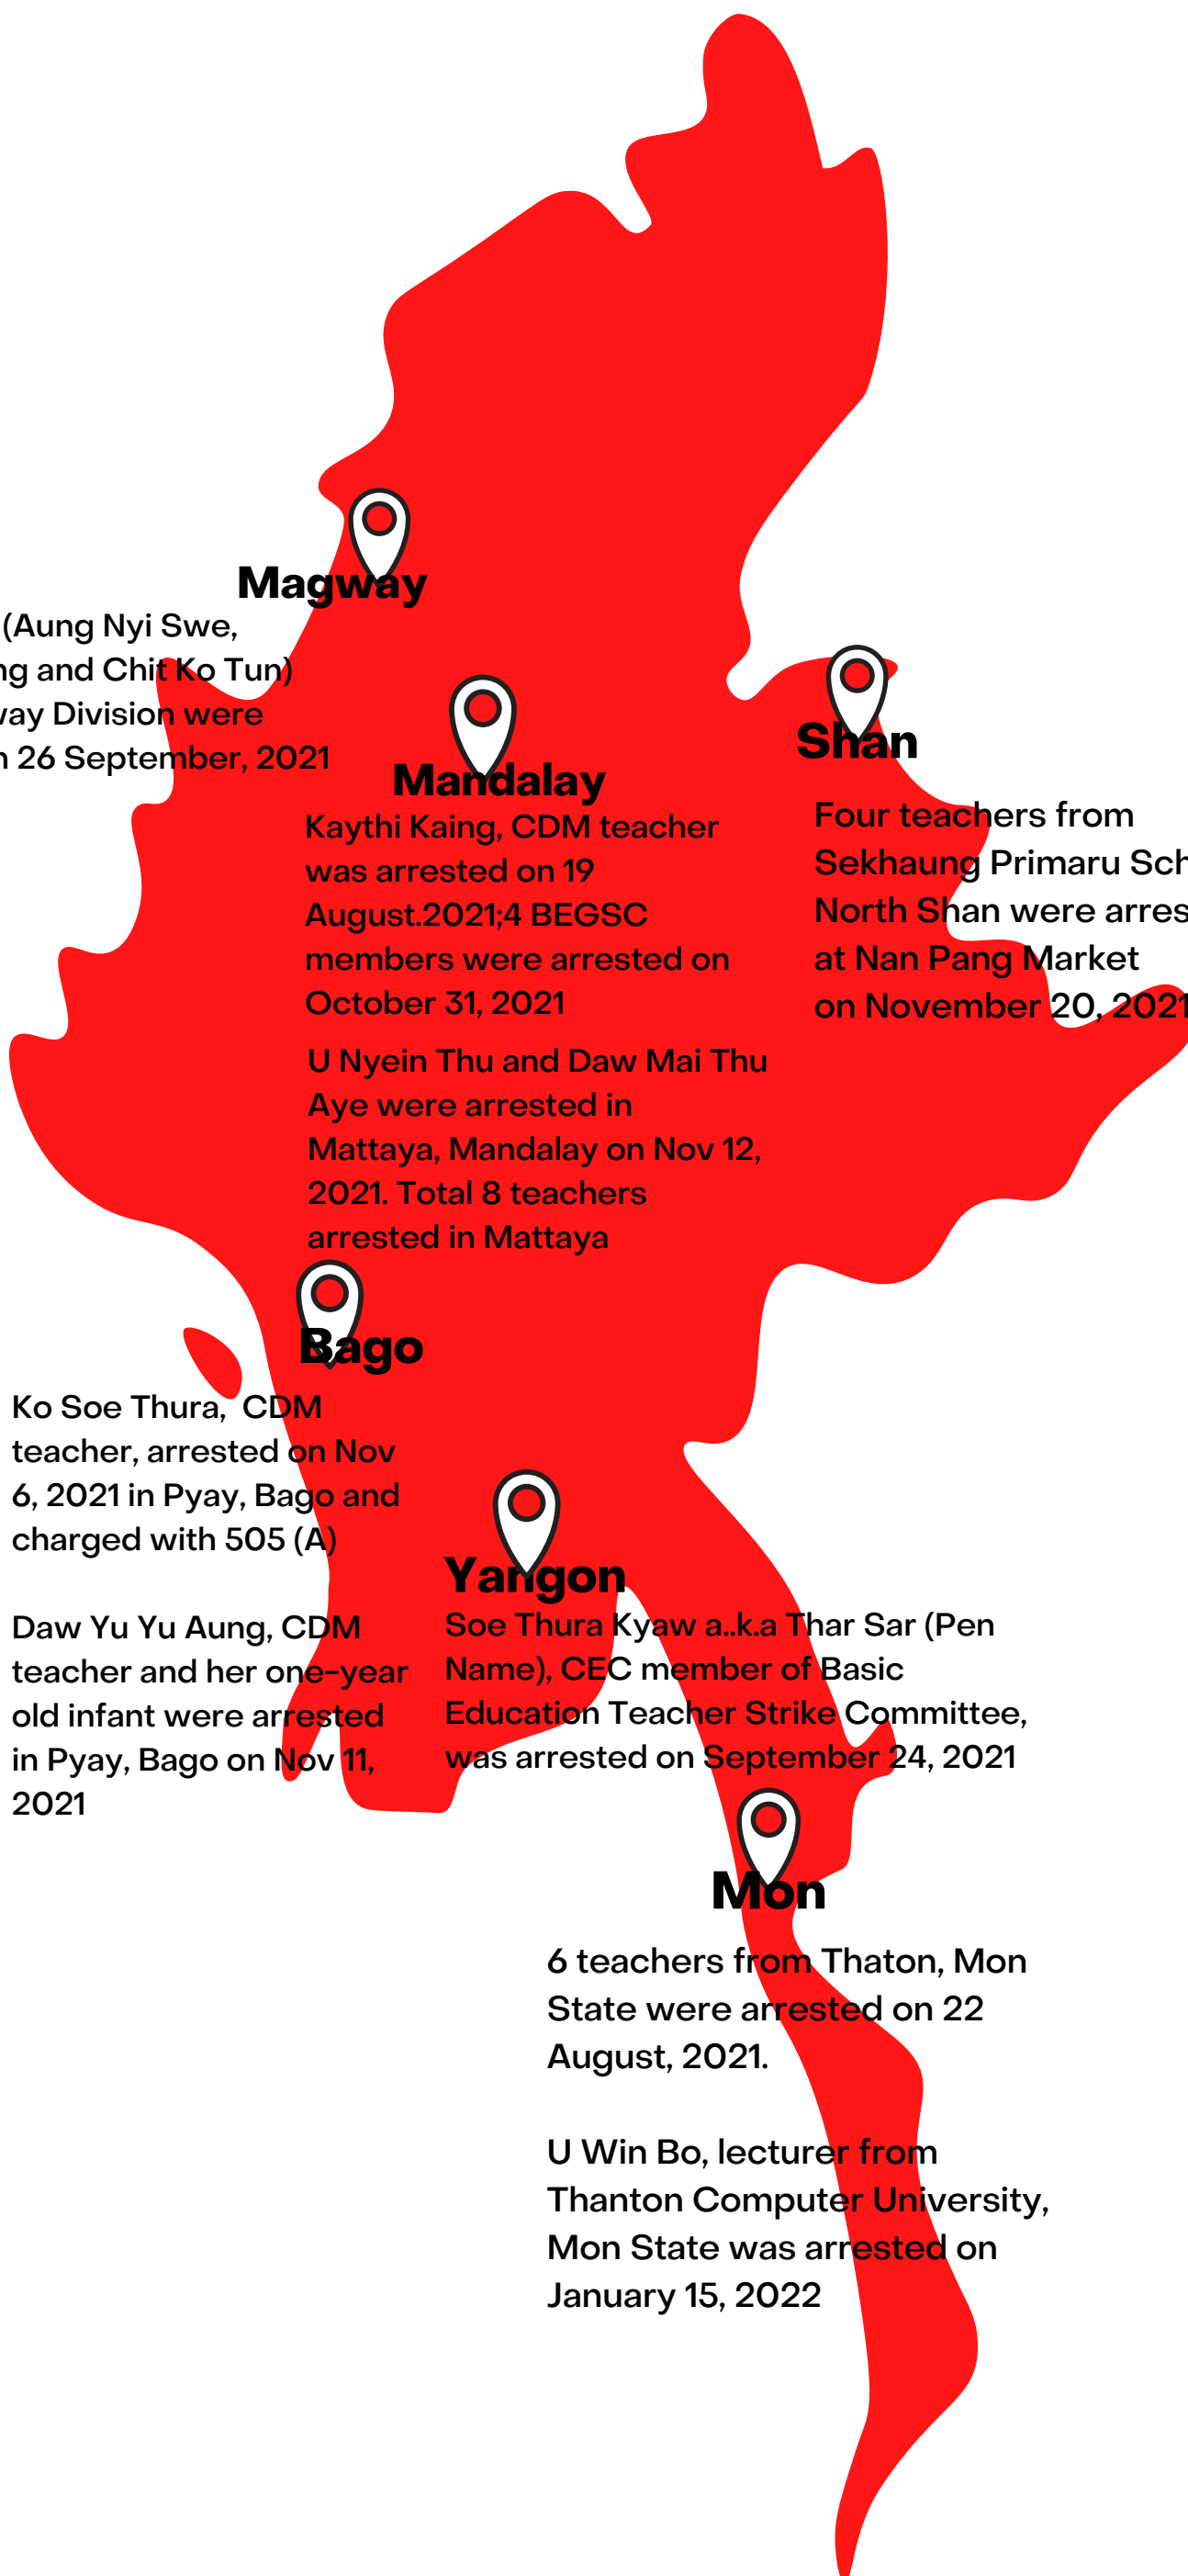 Magway
(Aung Nyi Swe,
and Chit Ko Tun)
Division were
26 September, 2021
Mandalay
Kaythi Kaing, CDM teacher
was arrested on 19
August.2021;4 BEGSC
members were arrested on
October 31, 2021
U Nyein Thu and Daw Mai Thu
Aye were arrested in
Mattaya, Mandalay on Nov 12,
2021. Total 8 teachers
arrested in Mattaya
Shan
Four teachers from
Sekhaung Primaru Sch
North Shan were arres
at Nan Pang Market
on November 20, 2021
Bago
Ko Soe Thura, CDM
teacher, arrested on Nov
6, 2021 in Pyay, Bago and
charged with 505 (A)
Daw Yu Yu Aung, CDM
teacher and her one-year
old infant were arrested
in Pyay, Bago on Nov 11,
2021
Yangon
Soe Thura Kyaw a..k.a Thar Sar (Pen
Name), CEC member of Basic
Education Teacher Strike Committee,
was arrested on September 24, 2021
Mon
6 teachers from Thaton, Mon
State were arrested on 22
August, 2021.
U Win Bo, lecturer from
Thanton Computer University,
Mon State was arrested on
January 15, 2022